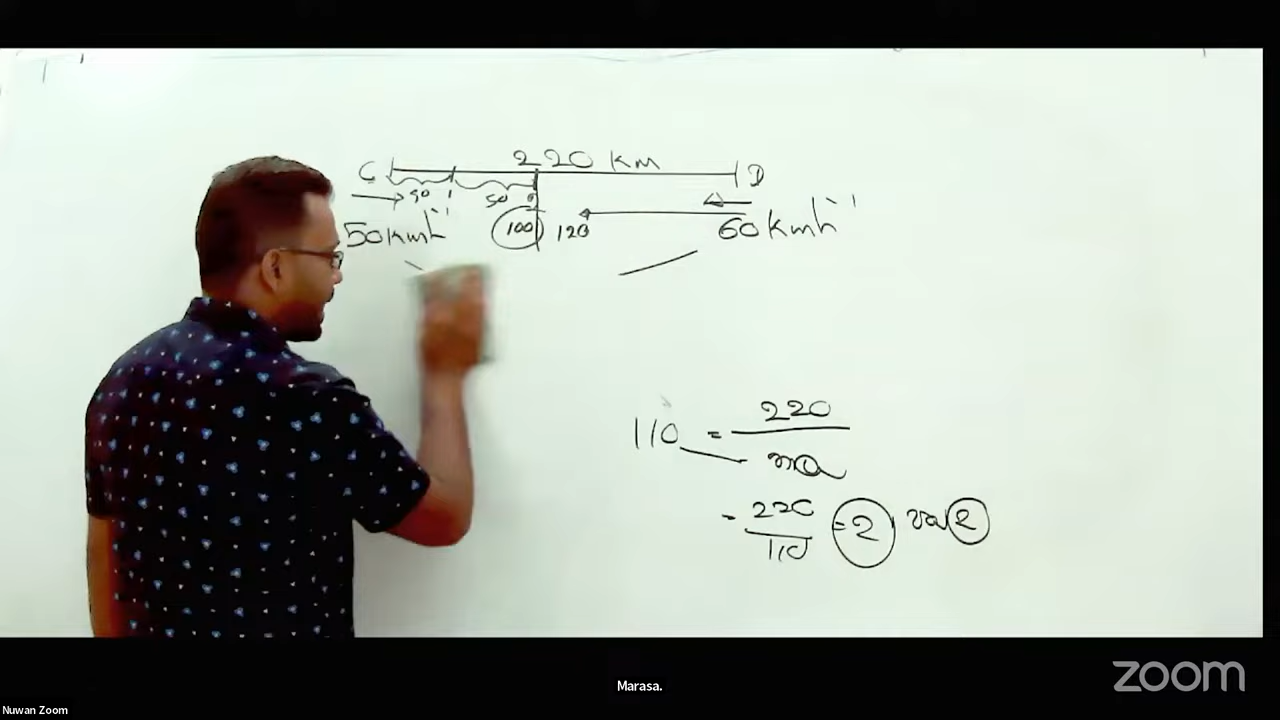 C 220 km D
50 50
50kmh⁻¹ 100 120 60kmh⁻¹
110 = 220
= 220 = 2
110
zoom
Marasa.
Nuwan Zoom